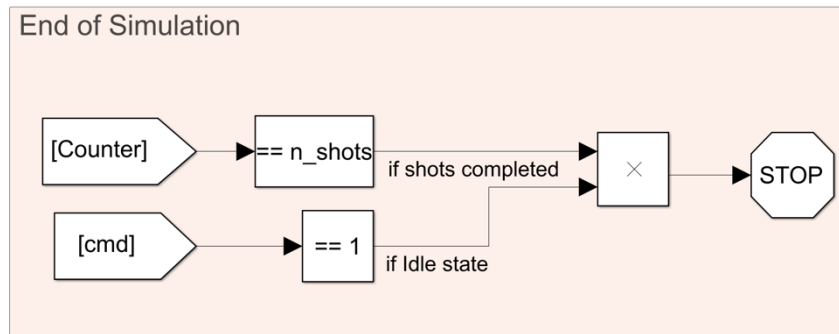 End of Simulation
[Counter]
== n_shots
if shots completed
×
STOP
[cmd]
== 1
if Idle state